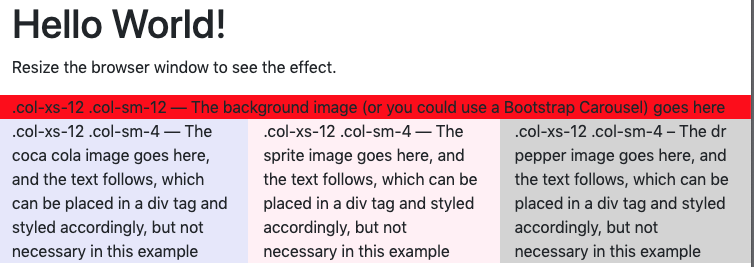 Hello World!
Resize the browser window to see the effect.
.col-xs-12 .col-sm-12 — The background image (or you could use a Bootstrap Carousel) goes here
.col-xs-12 .col-sm-4 — The
coca cola image goes here,
and the text follows, which
can be placed in a div tag and
styled accordingly, but not
necessary in this example
.col-xs-12 .col-sm-4 — The
sprite image goes here, and
the text follows, which can be
placed in a div tag and styled
accordingly, but not
necessary in this example
.col-xs-12 .col-sm-4 – The dr
pepper image goes here, and
the text follows, which can be
placed in a div tag and styled
accordingly, but not
necessary in this example